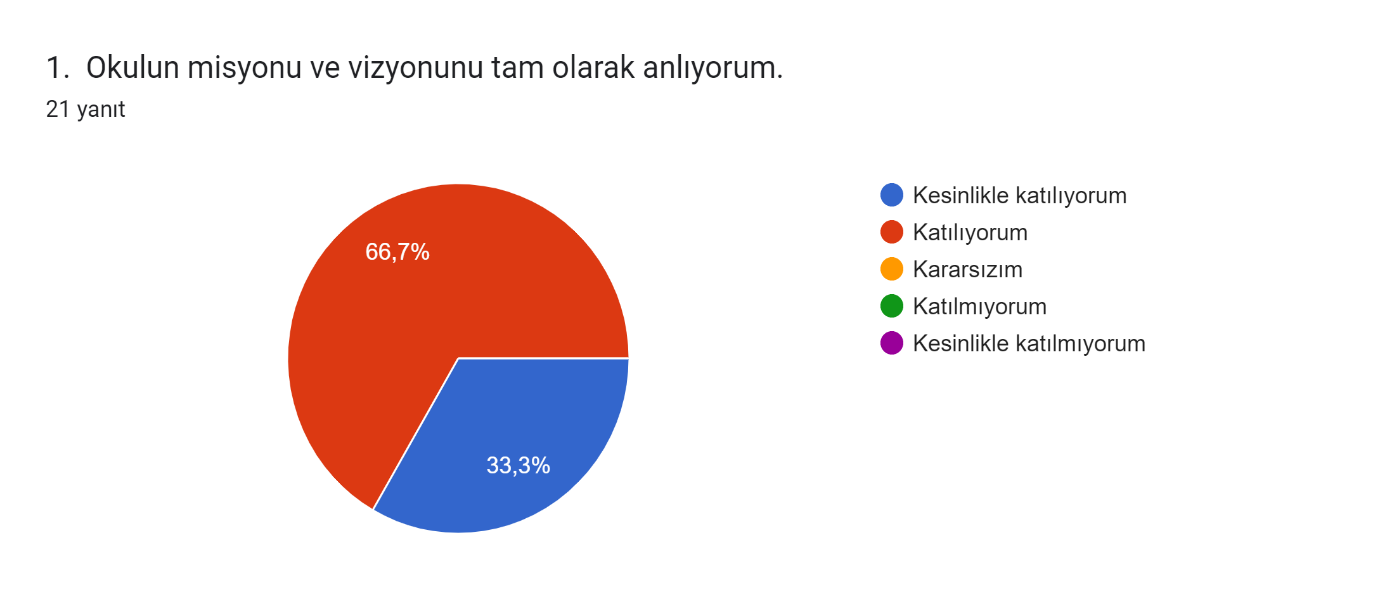 1. Okulun misyonu ve vizyonunu tam olarak anlıyorum.
21 yanıt
66,7%
33,3%
Kesinlikle katılıyorum
Katılıyorum
Kararsızım
Katılmıyorum
Kesinlikle katılmıyorum